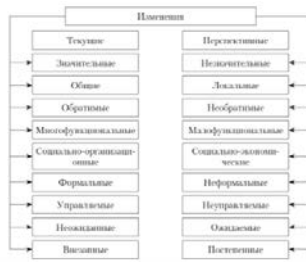 Изменения
Текущие
Перспективные
Значительные
Незначительные
Общие
Локальные
Обратимые
Необратимые
Многофункциональные
Малофункциональные
Социально-организаци-
онные
Социально-экономи-
ческие
Формальные
Неформальные
Управляемые
Неуправляемые
Неожиданные
Ожидаемые
Внезапные
Постепенные